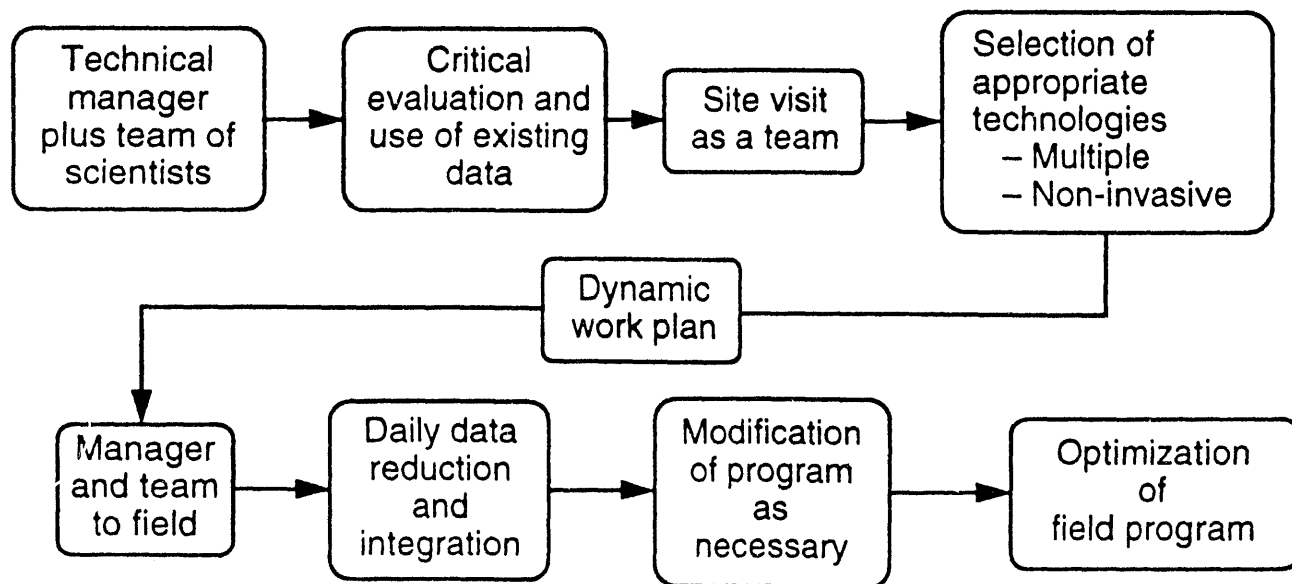 Technical
manager
plus team of
scientists
Critical
evaluation and
use of existing
data
Site visit
as a team
Selection of
appropriate
technologies
– Multiple
– Non-invasive
Dynamic
work plan
Manager
and team
to field
Daily data
reduction
and
integration
Modification
of program
as
necessary
Optimization
of
field program